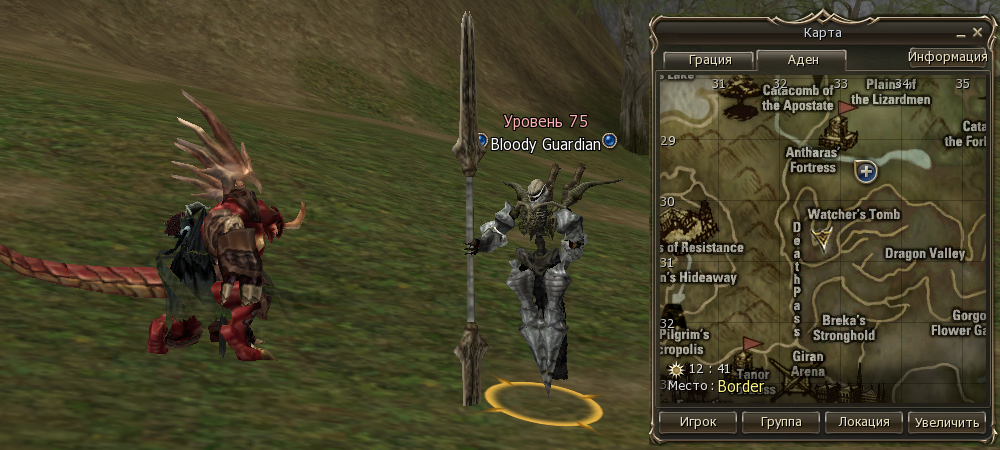 Уровень 75
Bloody Guardian
Карта
Грация
Аден
Информация
31
32
33
34
35
Catacomb of
the Apostate
Plains of
the Lizardmen
29
Antharas'
Fortress
30
Watcher's Tomb
of Resistance
Death Pass
Dragon Valley
31
Hideaway
32
Pilgrim's
Breka's
Stronghold
Flower
Giran
Arena
Tanor
12 : 41
Место : Border
Игрок
Группа
Локация
Увеличить